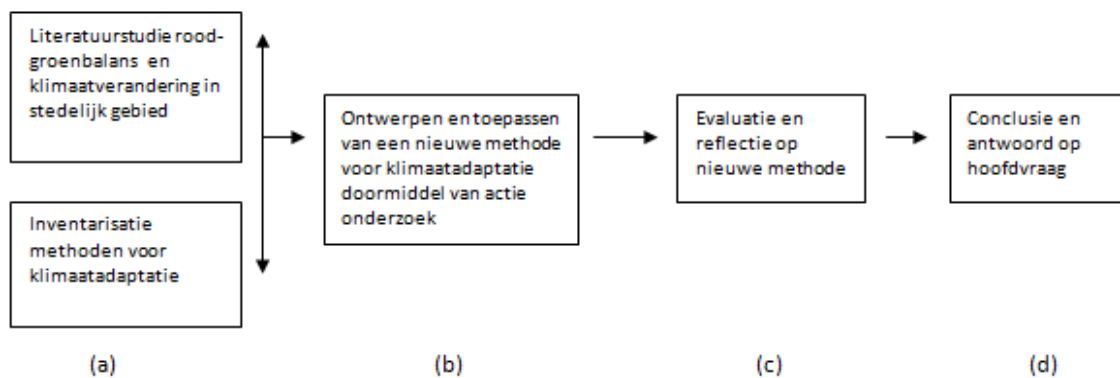 Literatuurstudie rood-
groenbalans en
klimaatverandering in
stedelijk gebied
Inventarisatie
methoden voor
klimaatadaptatie
Ontwerpen en toepassen
van een nieuwe methode
voor klimaatadaptatie
doormiddel van actie
onderzoek
Evaluatie en
reflectie op
nieuwe methode
Conclusie en
antwoord op
hoofdvraag
(a)
(b)
(c)
(d)